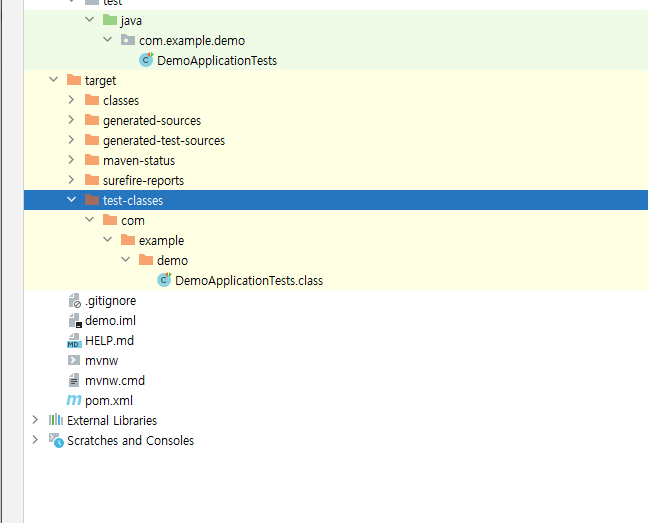 test
java
com.example.demo
DemoApplicationTests
target
classes
generated-sources
generated-test-sources
maven-status
surefire-reports
test-classes
com
example
demo
DemoApplicationTests.class
.gitignore
demo.iml
MD HELP.md
mvnw
mvnw.cmd
m pom.xml
External Libraries
Scratches and Consoles